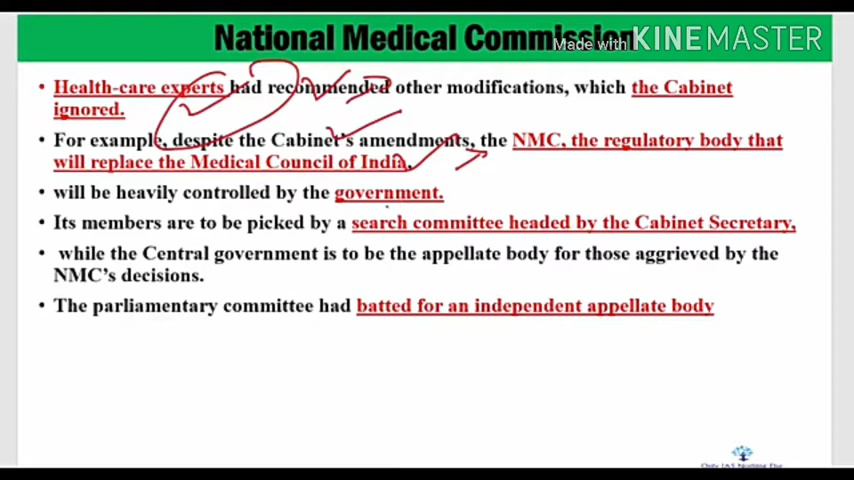 National Medical Commission
Made with KINEMASTER
• Health-care experts had recommended other modifications, which the Cabinet
ignored.
• For example, despite the Cabinet's amendments, the NMC, the regulatory body that
will replace the Medical Council of India,
• will be heavily controlled by the government.
• Its members are to be picked by a search committee headed by the Cabinet Secretary,
• while the Central government is to be the appellate body for those aggrieved by the
NMC's decisions.
• The parliamentary committee had batted for an independent appellate body